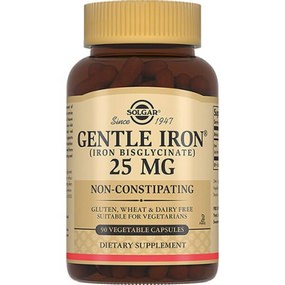 SOLGAR®
Since 1947
GENTLE IRON®
(IRON BISGLYCINATE)
25 MG
NON-CONSTIPATING
GLUTEN, WHEAT & DAIRY FREE
SUITABLE FOR VEGETARIANS
90 VEGETABLE CAPSULES
DIETARY SUPPLEMENT